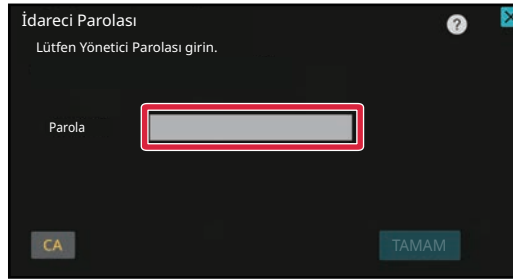 İdareci Parolası
Lütfen Yönetici Parolası girin.
Parola
CA
TAMAM